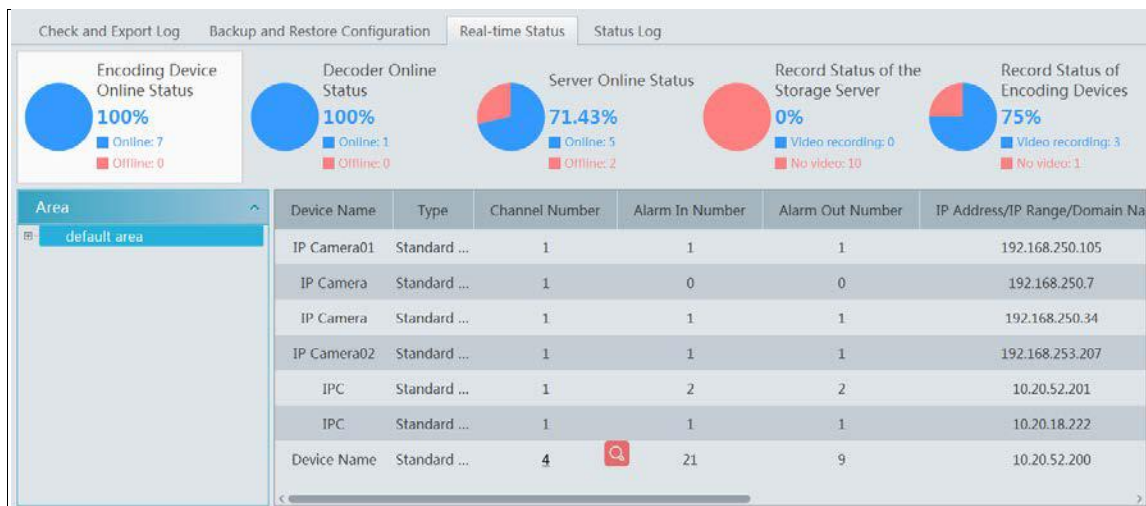 Check and Export Log Backup and Restore Configuration Real-time Status Status Log
Encoding Device
Online Status
100%
Online: 7
Offline: 0
Decoder Online
Status
100%
Online: 1
Offline: 0
Server Online Status
71.43%
Online: 5
Offline: 2
Record Status of the
Storage Server
0%
Video recording: 0
No video: 10
Record Status of
Encoding Devices
75%
Video recording: 3
No video: 1
Area
default area
Device Name Type Channel Number Alarm In Number Alarm Out Number IP Address/IP Range/Domain Na
IP Camera01 Standard ... 1 1 1 192.168.250.105
IP Camera Standard ... 1 0 0 192.168.250.7
IP Camera Standard ... 1 1 1 192.168.250.34
IP Camera02 Standard ... 1 1 1 192.168.253.207
IPC Standard ... 1 2 2 10.20.52.201
IPC Standard ... 1 1 1 10.20.18.222
Device Name Standard ... 4 21 9 10.20.52.200